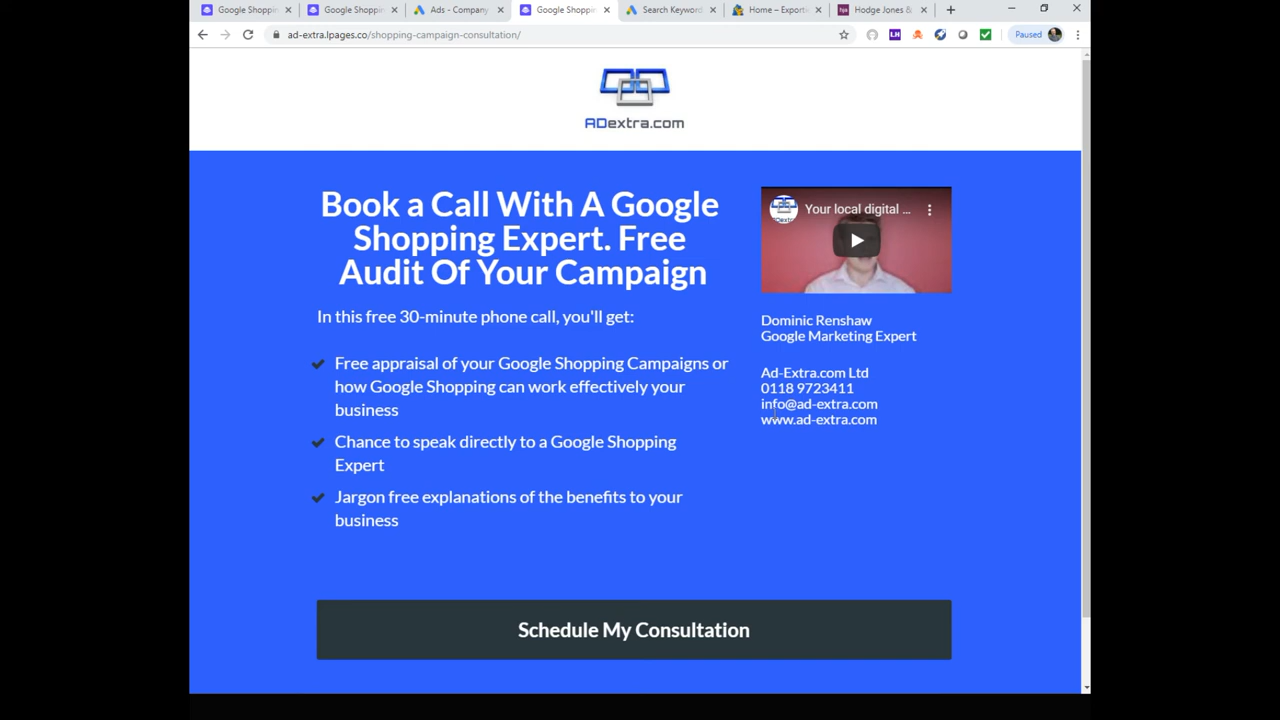 Google Shoppin
Google Shoppin
Ads - Company
Google Shoppin
Search Keyword
Home – Exporti
Hodge Jones &
ad-extra.lpages.co/shopping-campaign-consultation/
LH
Paused
ADextra.com
Book a Call With A Google
Shopping Expert. Free
Audit Of Your Campaign
In this free 30-minute phone call, you'll get:
Free appraisal of your Google Shopping Campaigns or
how Google Shopping can work effectively your
business
Chance to speak directly to a Google Shopping
Expert
Jargon free explanations of the benefits to your
business
Your local digital ...
Dominic Renshaw
Google Marketing Expert
Ad-Extra.com Ltd
0118 9723411
info@ad-extra.com
www.ad-extra.com
Schedule My Consultation